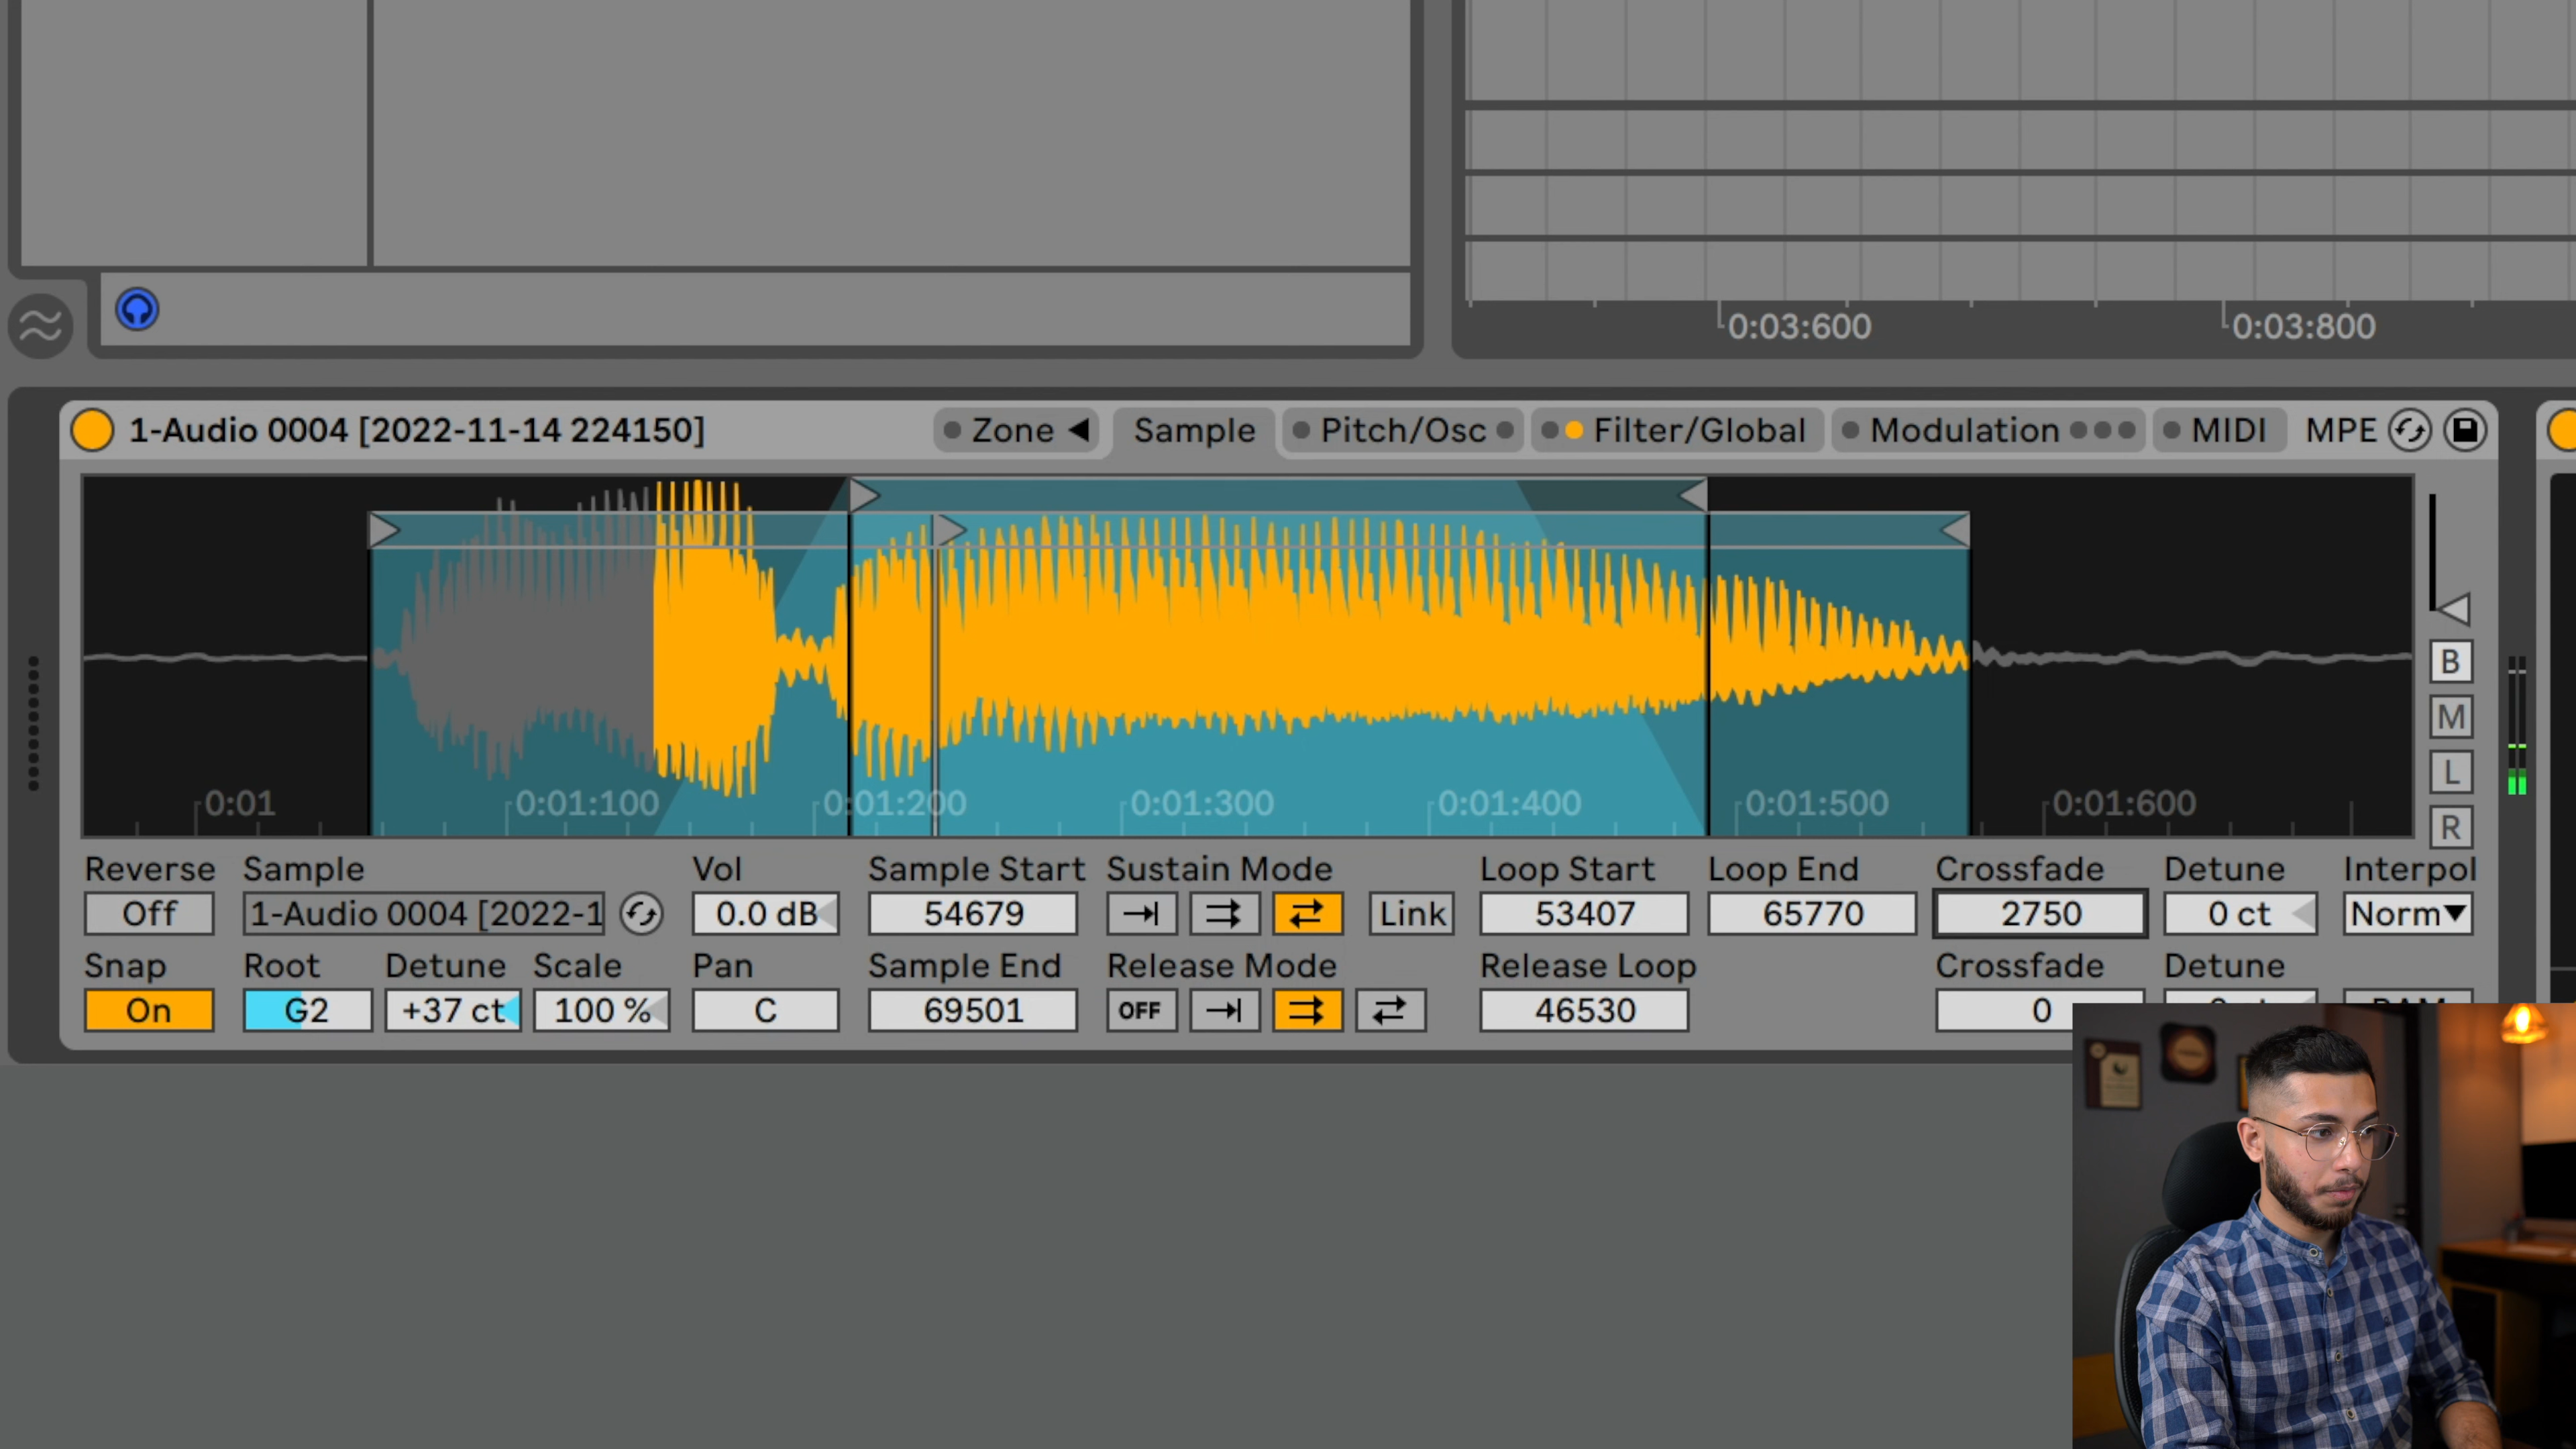 0:03:600 0:03:800
1-Audio 0004 [2022-11-14 224150] Zone Sample Pitch/Osc Filter/Global Modulation MIDI MPE
B
M
L
R
0:01 0:01:100 0:01:200 0:01:300 0:01:400 0:01:500 0:01:600
Reverse Sample Vol Sample Start Sustain Mode Loop Start Loop End Crossfade Detune Interpol
Off 1-Audio 0004 [2022-1 0.0 dB 54679 Link 53407 65770 2750 0 ct Norm
Snap Root Detune Scale Pan Sample End Release Mode Release Loop Crossfade Detune
On G2 +37 ct 100 % C 69501 OFF 46530 0